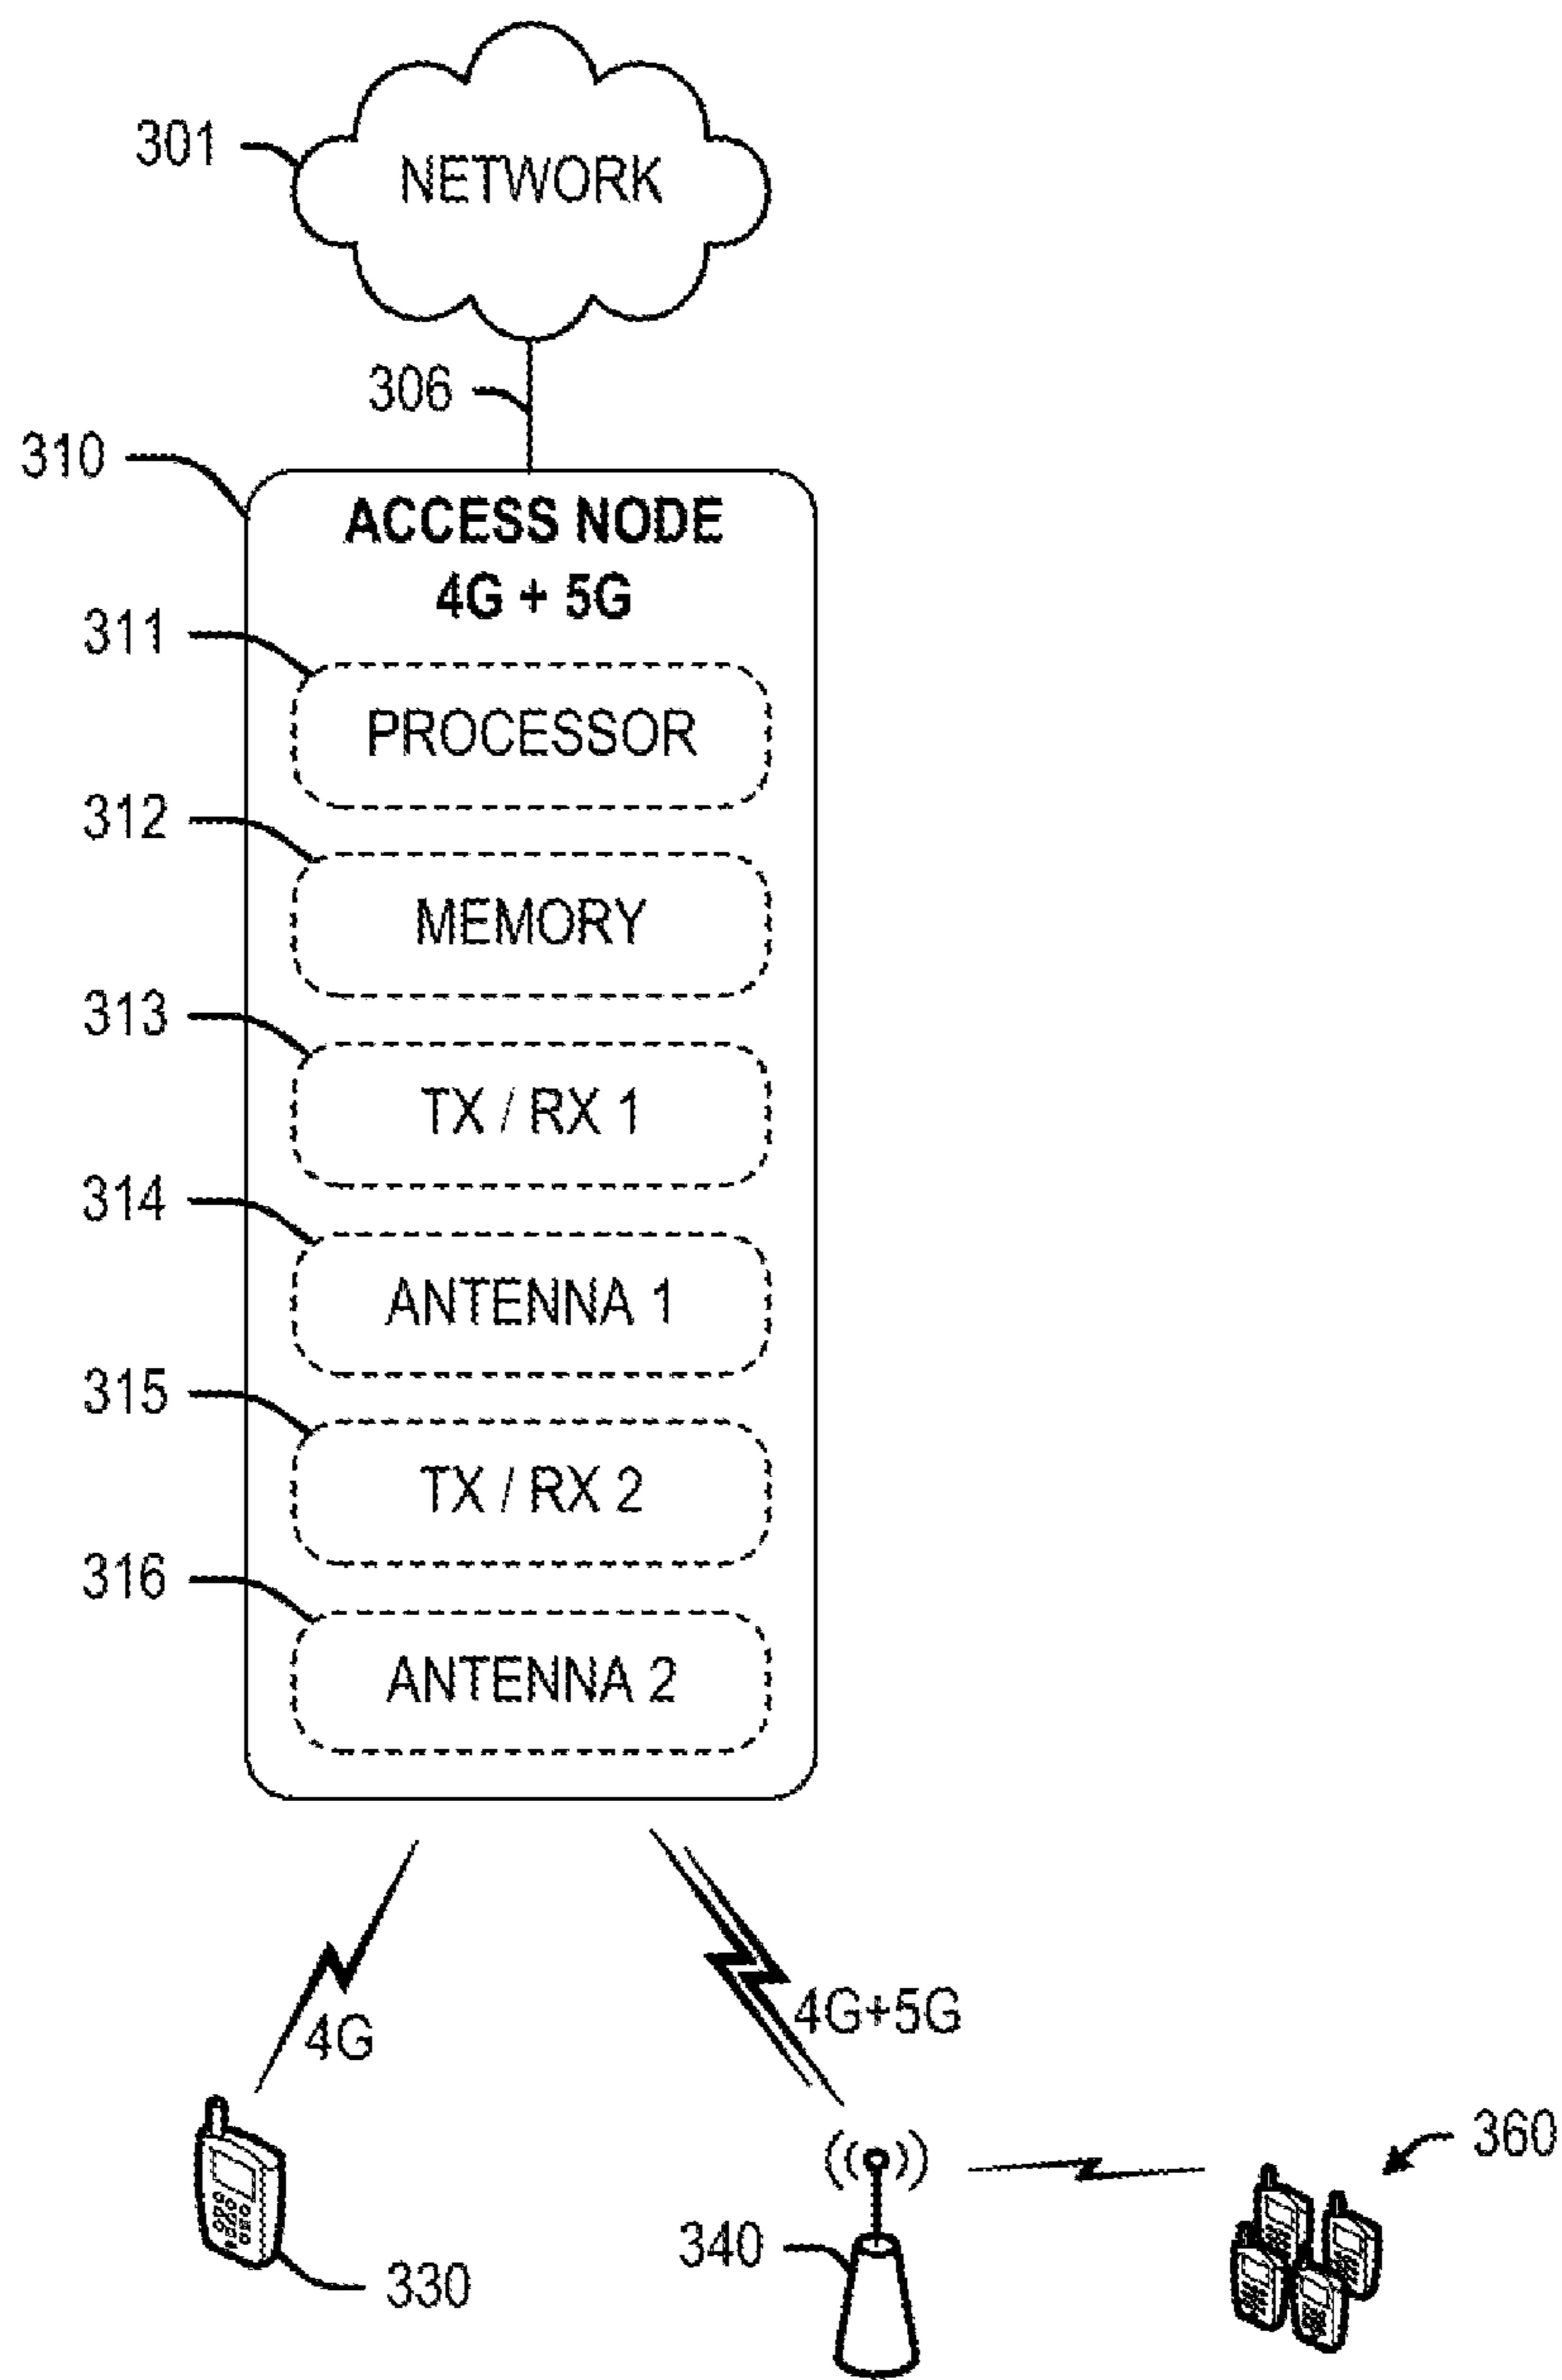 301
NETWORK
306
310
ACCESS NODE
4G + 5G
311
PROCESSOR
312
MEMORY
313
TX / RX 1
314
ANTENNA 1
315
TX / RX 2
316
ANTENNA 2
4G
4G+5G
330
340
360